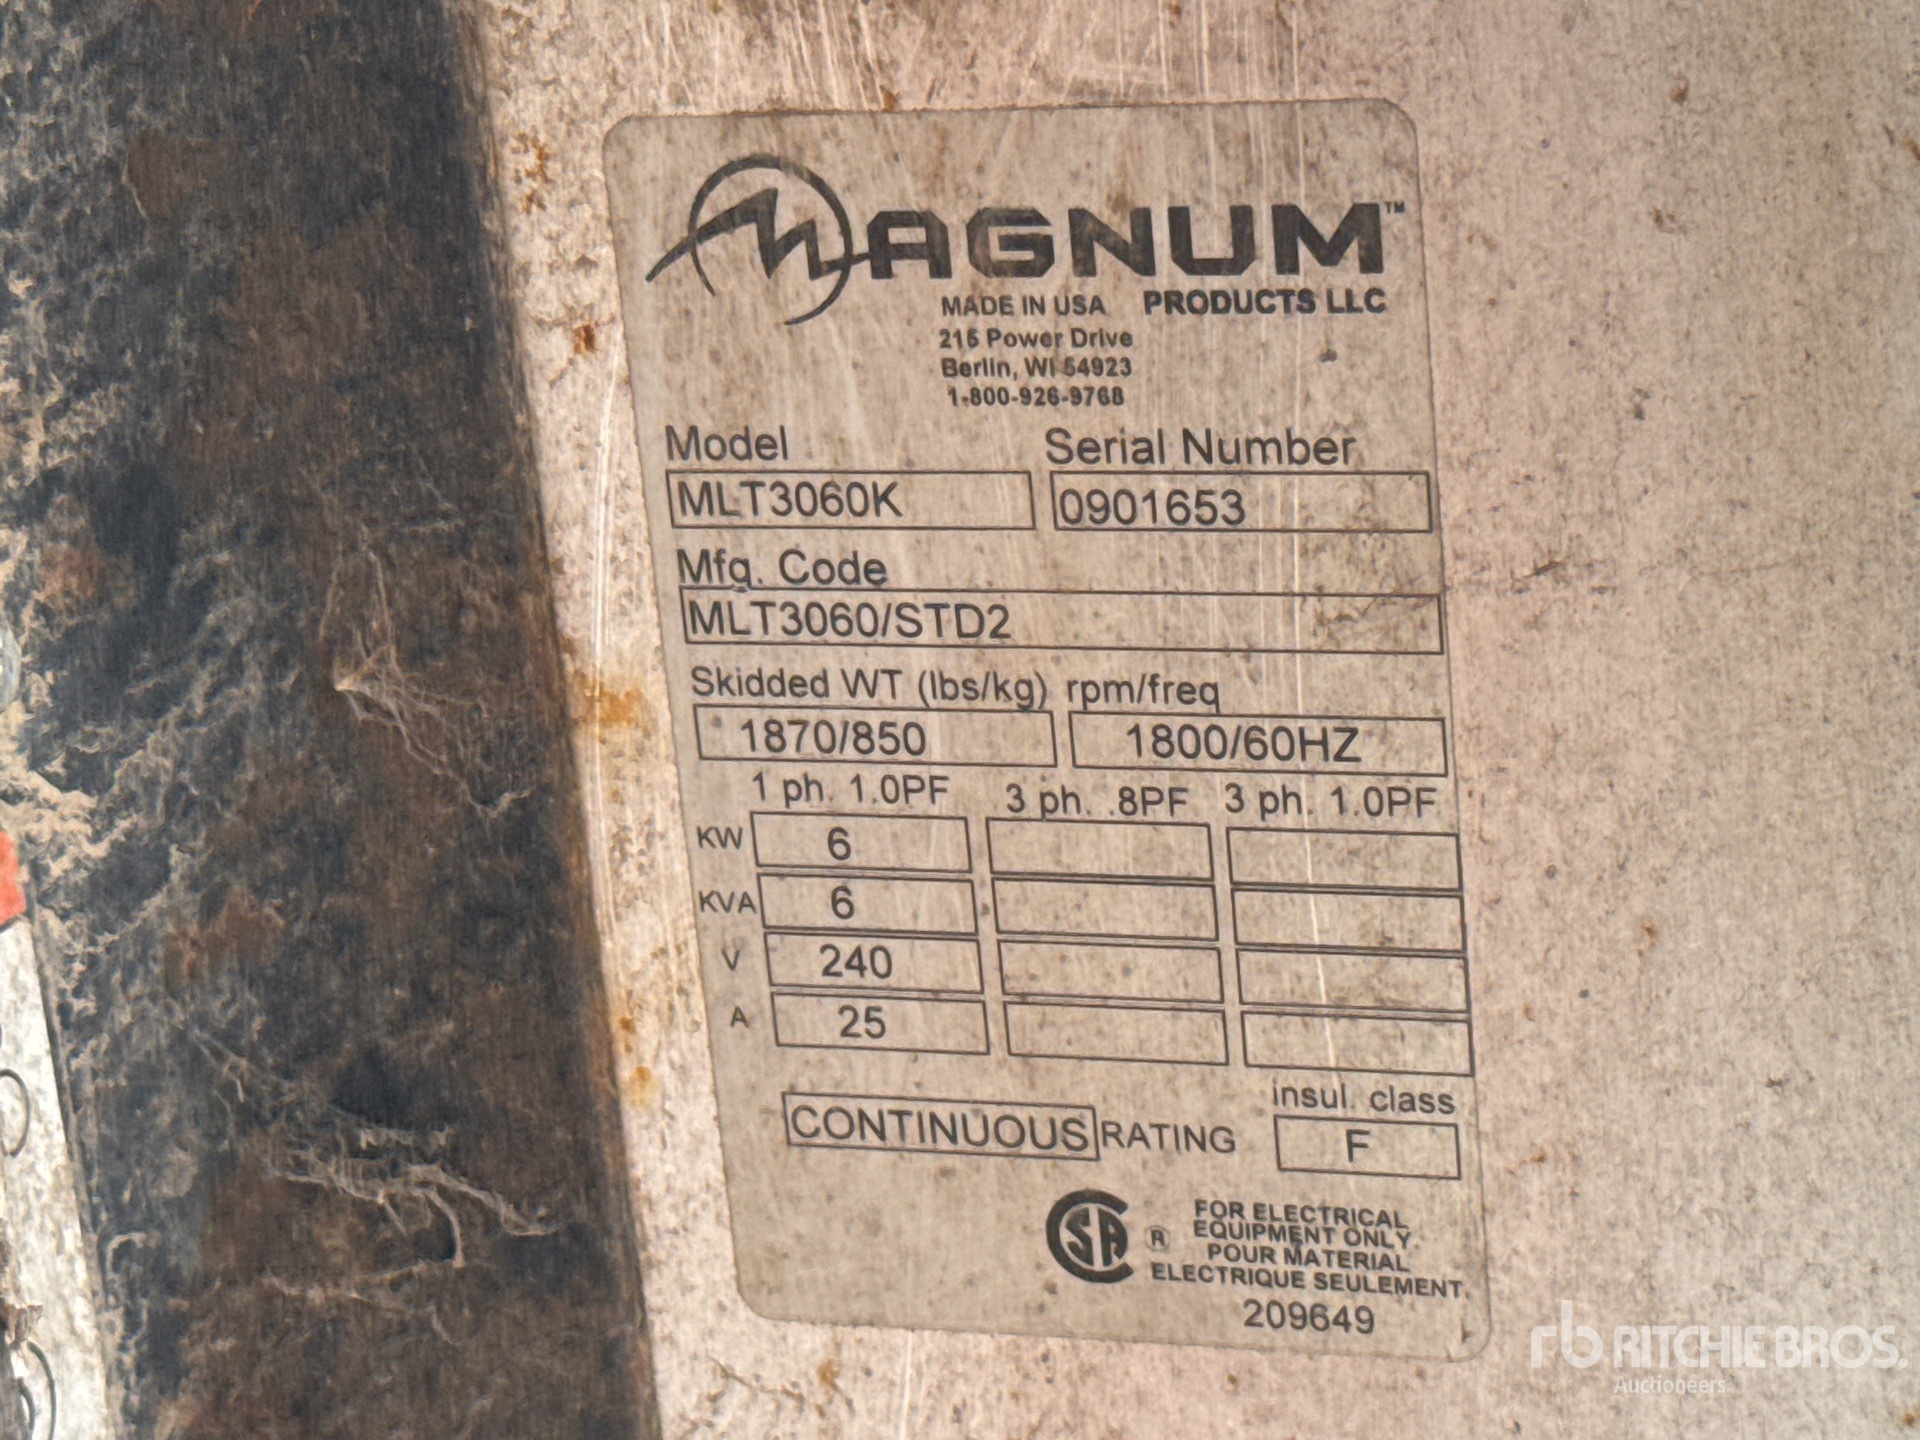 MAGNUM™
MADE IN USA PRODUCTS LLC
215 Power Drive
Berlin, WI 54923
1-800-926-9768
Model Serial Number
MLT3060K 0901653
Mfg. Code
MLT3060/STD2
Skidded WT (lbs/kg) rpm/freq
1870/850 1800/60HZ
1 ph. 1.0PF 3 ph. .8PF 3 ph. 1.0PF
KW 6
KVA 6
V 240
A 25
insul. class
CONTINUOUS RATING F
CSA ® FOR ELECTRICAL
EQUIPMENT ONLY.
POUR MATERIAL
ELECTRIQUE SEULEMENT.
209649
rb RITCHIE BROS.
Auctioneers